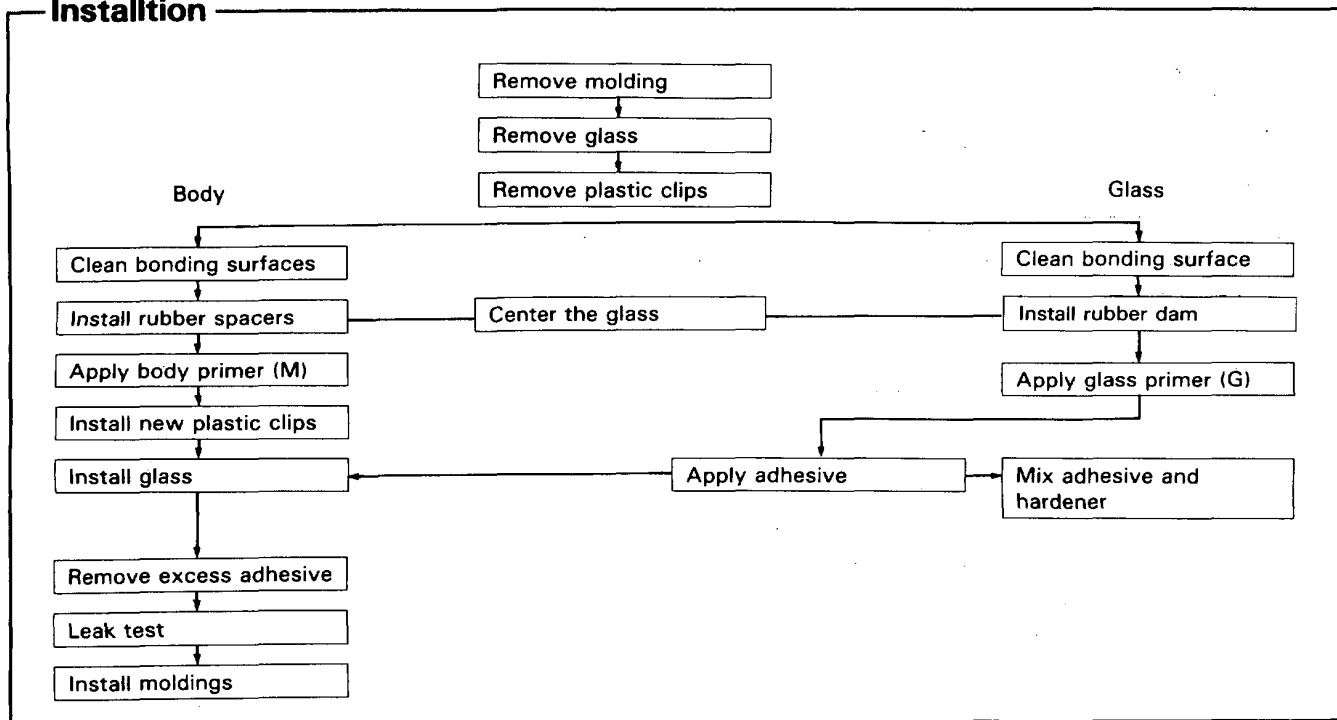 Installtion
Remove molding
Remove glass
Remove plastic clips
Body
Glass
Clean bonding surfaces
Clean bonding surface
Install rubber spacers
Center the glass
Install rubber dam
Apply body primer (M)
Apply glass primer (G)
Install new plastic clips
Install glass
Apply adhesive
Mix adhesive and
hardener
Remove excess adhesive
Leak test
Install moldings